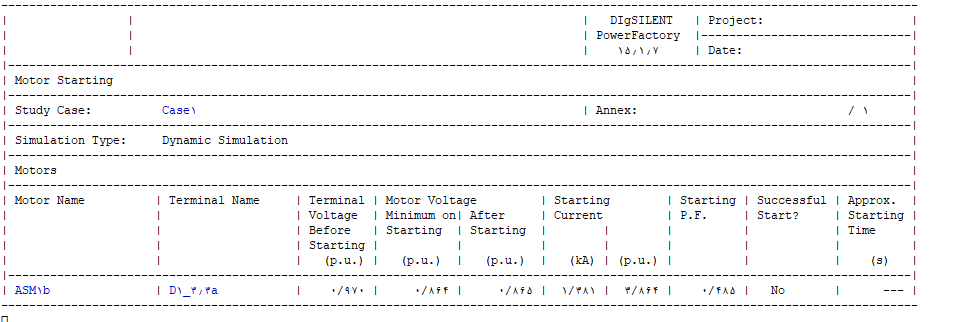 DIgSILENT | Project:
PowerFactory
۱۵٫۱٫۷ | Date:
Motor Starting
Study Case: Case۱ | Annex: / ۱
Simulation Type: Dynamic Simulation
Motors
Motor Name | Terminal Name | Terminal | Motor Voltage | Starting | Starting | Successful | Approx.
Voltage | Minimum on| After | Current | P.F. | Start? | Starting
Before | Starting | Starting | Time
Starting
(p.u.) | (p.u.) | (p.u.) | (kA) | (p.u.) | (s)
ASM۱b | D۱_۳٫۳a | ۰/۹۷۰ | ۰/۸۶۴ | ۰/۸۶۵ | ۱/۳۸۱ | ۳/۸۶۴ | ۰/۴۸۵ | No | ---